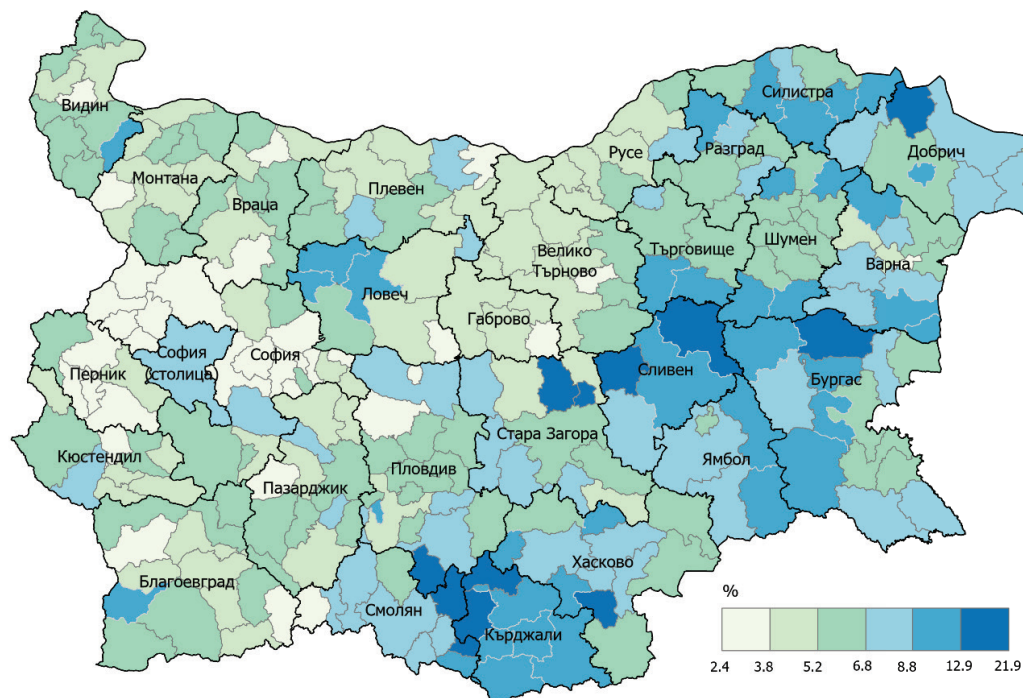 Видин
Монтана
Враца
Плевен
Русе
Силистра
Разград
Добрич
Велико
Търново
Търговище
Шумен
Варна
Ловеч
Габрово
София
(столица)
София
Перник
Сливен
Бургас
Кюстендил
Пазарджик
Пловдив
Стара Загора
Ямбол
Благоевград
Смолян
Хасково
Кърджали
%
2.4 3.8 5.2 6.8 8.8 12.9 21.9